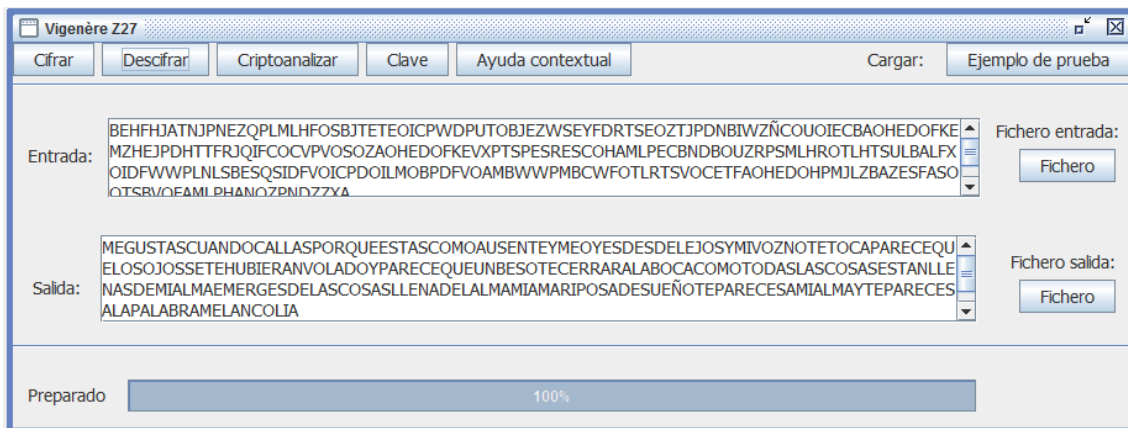 Vigenère Z27
Cifrar Descifrar Criptoanalizar Clave Ayuda contextual Cargar: Ejemplo de prueba
Entrada:
BEHFHJATNJPNEZQPLMLHFOSBJTETEOICPWDPUTOBJEZWSEYFDRTSEOZTJPDNBIWZÑCOUOIECBAOHEDOFKE
MZHEJPDHTTFRJQIFCOCVPVOSOZAOHEDOFKEVXPTSPESRESCOHAMLPECBNDBOUZRPSMLHROTLHTSULBALFX
OIDFWWPLNLSBESQSIDFVOICPDOILMOBPDFVOAMBWWPMBCWFOTLRTSVOCETFAOHEDOHPMJLZBAZESFASO
OTSBVOEAMLPHANOZPNDZZXA
Fichero entrada:
Fichero
Salida:
MEGUSTASCUANDOCALLASPORQUEESTASCOMOAUSENTEYMEOYESDESDELEJOSYMIVOZNOTETOCAPARECEQU
ELOSOJOSSETEHUBIERANVOLADOYPARECEQUEUNBESOTECERRARALABOCACOMOTODASLASCOSASESTANLLE
NASDEMIALMAEMERGESDELASCOSASLLENADELALMAMIAMARIPOSADESUEÑOTEPARECESAMIALMAYTEPARECES
ALAPALABRAMELANCOLIA
Fichero salida:
Fichero
Preparado
100%